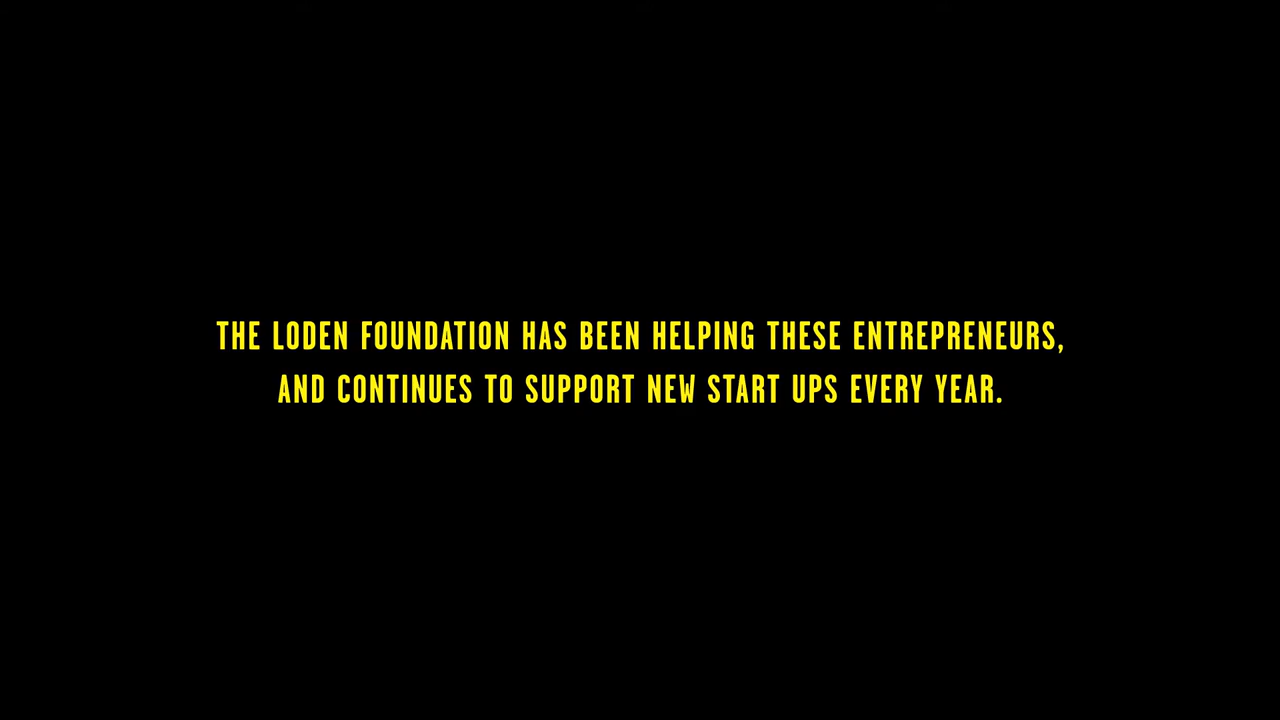 THE LODEN FOUNDATION HAS BEEN HELPING THESE ENTREPRENEURS,
AND CONTINUES TO SUPPORT NEW START UPS EVERY YEAR.